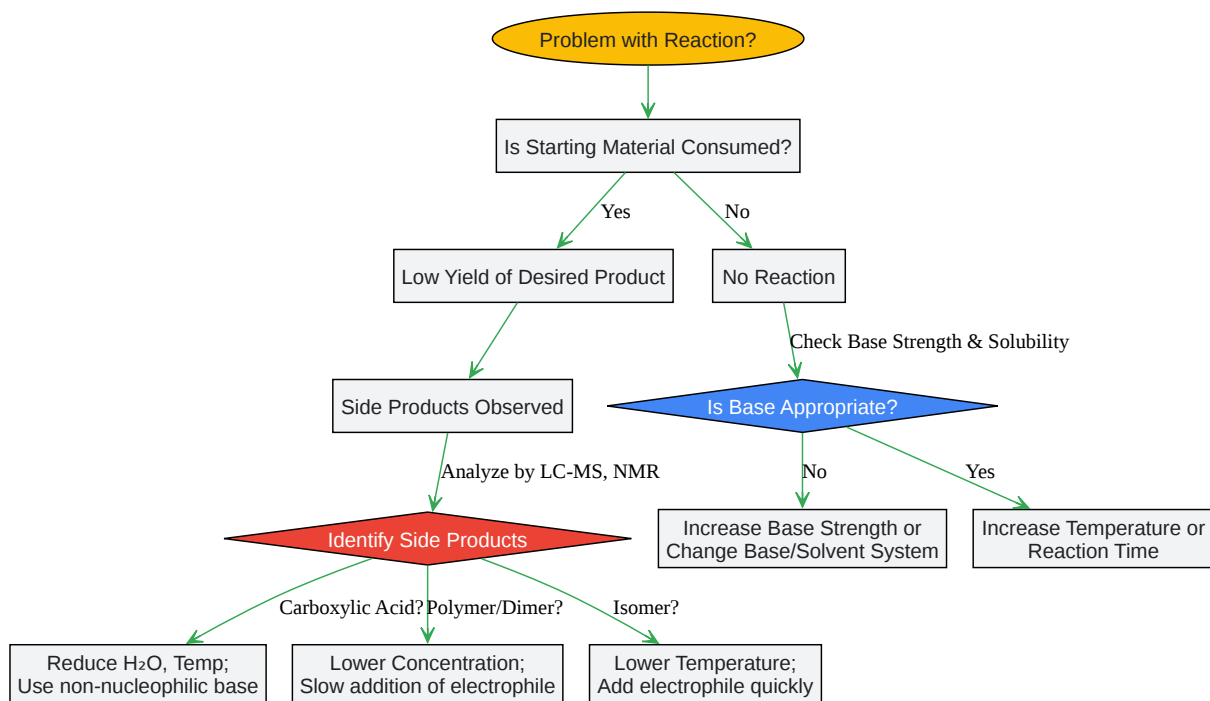 Problem with Reaction?
Is Starting Material Consumed?
Yes
No
Low Yield of Desired Product
No Reaction
Check Base Strength & Solubility
Side Products Observed
Is Base Appropriate?
Analyze by LC-MS, NMR
No
Yes
Identify Side Products
Increase Base Strength or
Change Base/Solvent System
Increase Temperature or
Reaction Time
Carboxylic Acid?
Polymer/Dimer?
Isomer?
Reduce H₂O, Temp;
Use non-nucleophilic base
Lower Concentration;
Slow addition of electrophile
Lower Temperature;
Add electrophile quickly